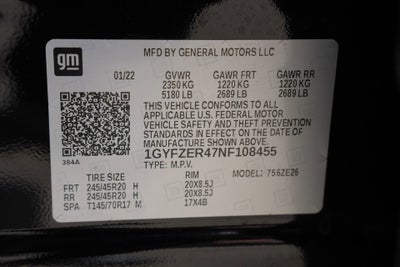 gm
MFD BY GENERAL MOTORS LLC
01/22 GVWR GAWR FRT GAWR RR
2350 KG 1220 KG 1220 KG
5180 LB 2689 LB 2689 LB
THIS VEHICLE CONFORMS TO ALL
APPLICABLE U.S. FEDERAL MOTOR
VEHICLE SAFETY, BUMPER, AND THEFT PREVENTION
STANDARDS IN EFFECT ON THE DATE OF
MANUFACTURE SHOWN ABOVE.
1GYFZER47NF108455
384A TYPE: M.P.V.
TIRE SIZE RIM MODEL: 756ZE26
FRT 245/45R20 H 20X8.5J
RR 245/45R20 H 20X8.5J
SPA T145/70R17 M 17X4B